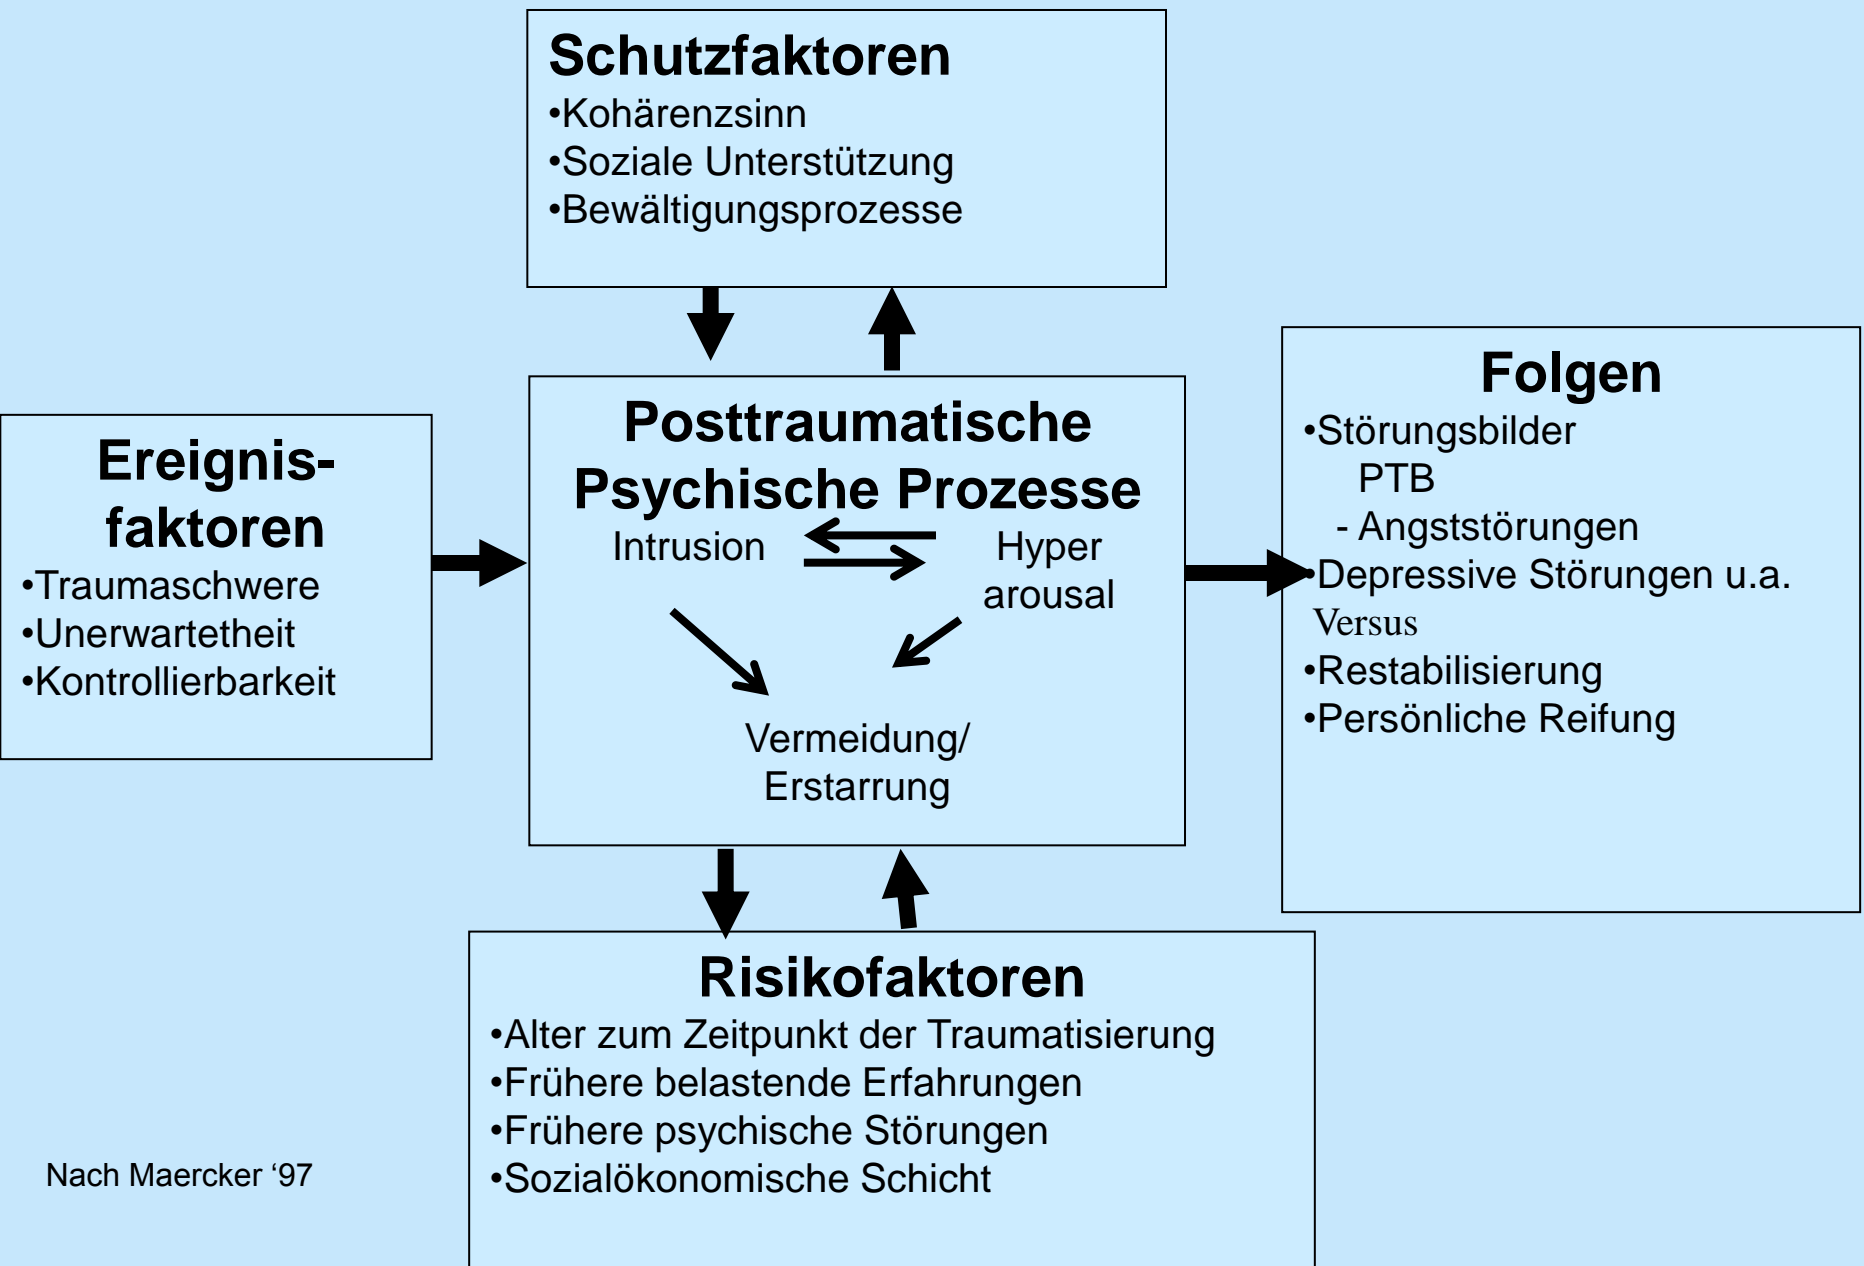 Schutzfaktoren
•Kohärenzsinn
•Soziale Unterstützung
•Bewältigungsprozesse
Ereignis-
faktoren
•Traumaschwere
•Unerwartetheit
•Kontrollierbarkeit
Posttraumatische
Psychische Prozesse
Intrusion
Hyper
arousal
Vermeidung/
Erstarrung
Folgen
•Störungsbilder
PTB
- Angststörungen
•Depressive Störungen u.a.
Versus
•Restabilisierung
•Persönliche Reifung
Risikofaktoren
•Alter zum Zeitpunkt der Traumatisierung
•Frühere belastende Erfahrungen
•Frühere psychische Störungen
•Sozialökonomische Schicht
Nach Maercker ‘97